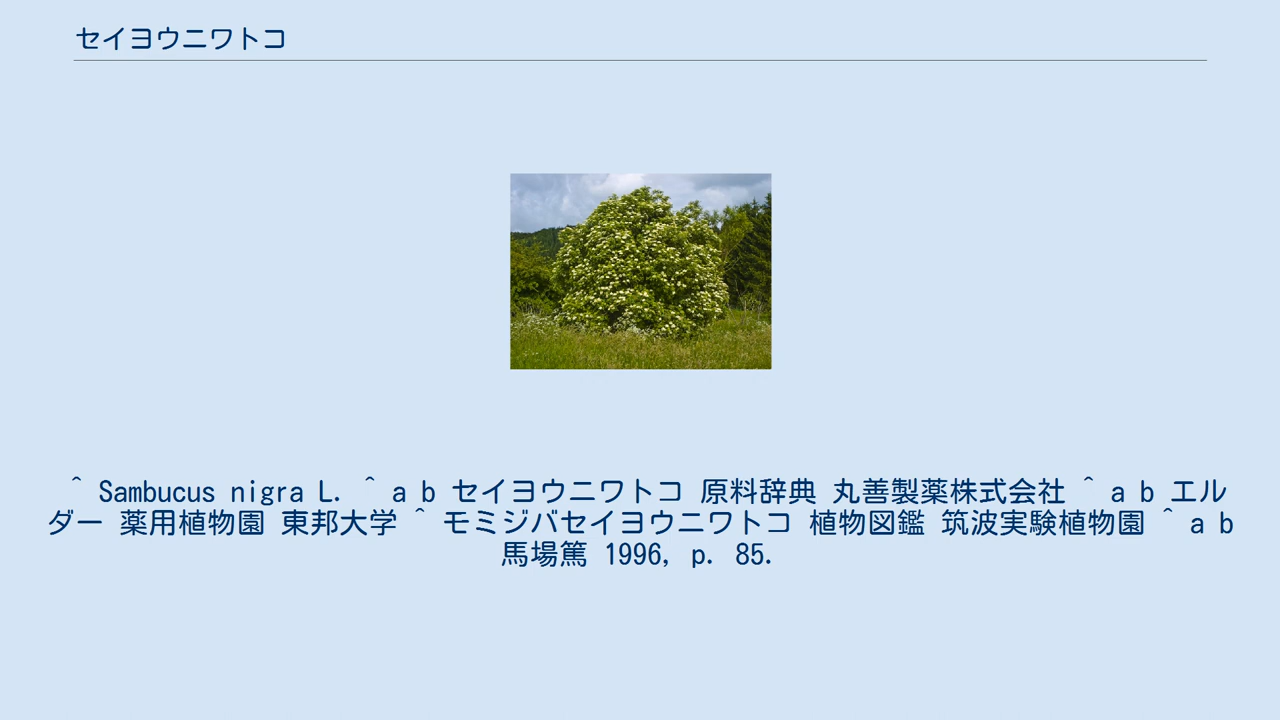 セイヨウニワトコ
^ Sambucus nigra L. ^ a b セイヨウニワトコ 原料辞典 丸善製薬株式会社 ^ a b エル
ダー 薬用植物園 東邦大学 ^ モミジバセイヨウニワトコ 植物図鑑 筑波実験植物園 ^ a b
馬場篤 1996, p. 85.